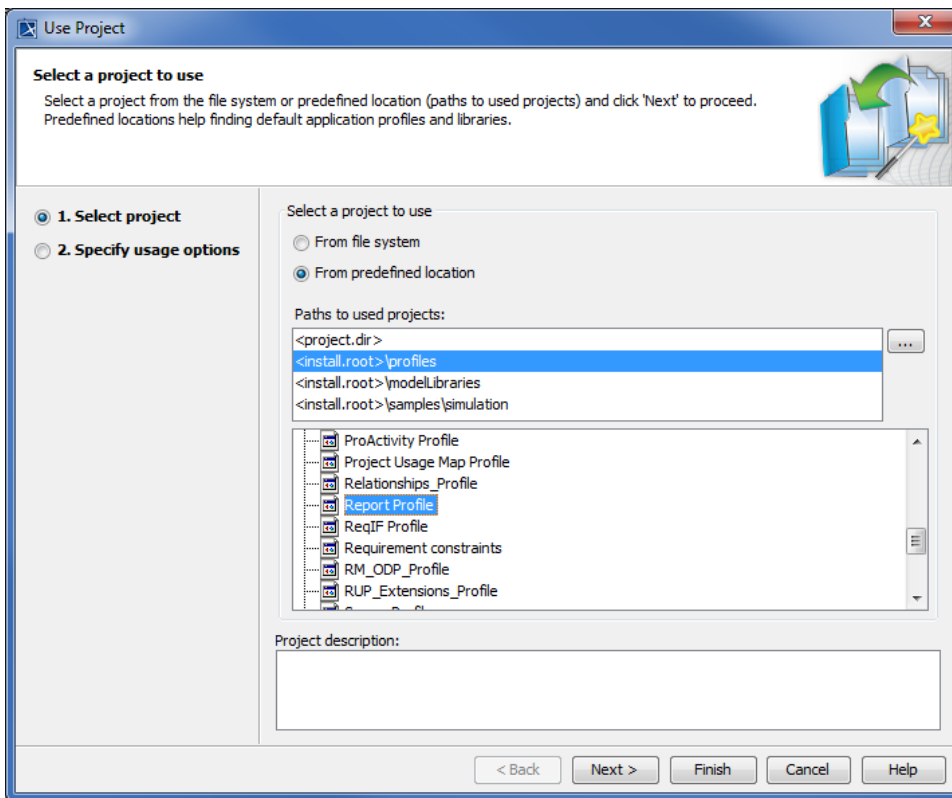 Use Project
Select a project to use
Select a project from the file system or predefined location (paths to used projects) and click 'Next' to proceed.
Predefined locations help finding default application profiles and libraries.
1. Select project
2. Specify usage options
Select a project to use
From file system
From predefined location
Paths to used projects:
<project.dir>
<install.root>\profiles
...
<install.root>\modelLibraries
<install.root>\samples\simulation
ProActivity Profile
Project Usage Map Profile
Relationships_Profile
Report Profile
ReqIF Profile
Requirement constraints
RM_ODP_Profile
RUP_Extensions_Profile
Project description:
< Back Next > Finish Cancel Help